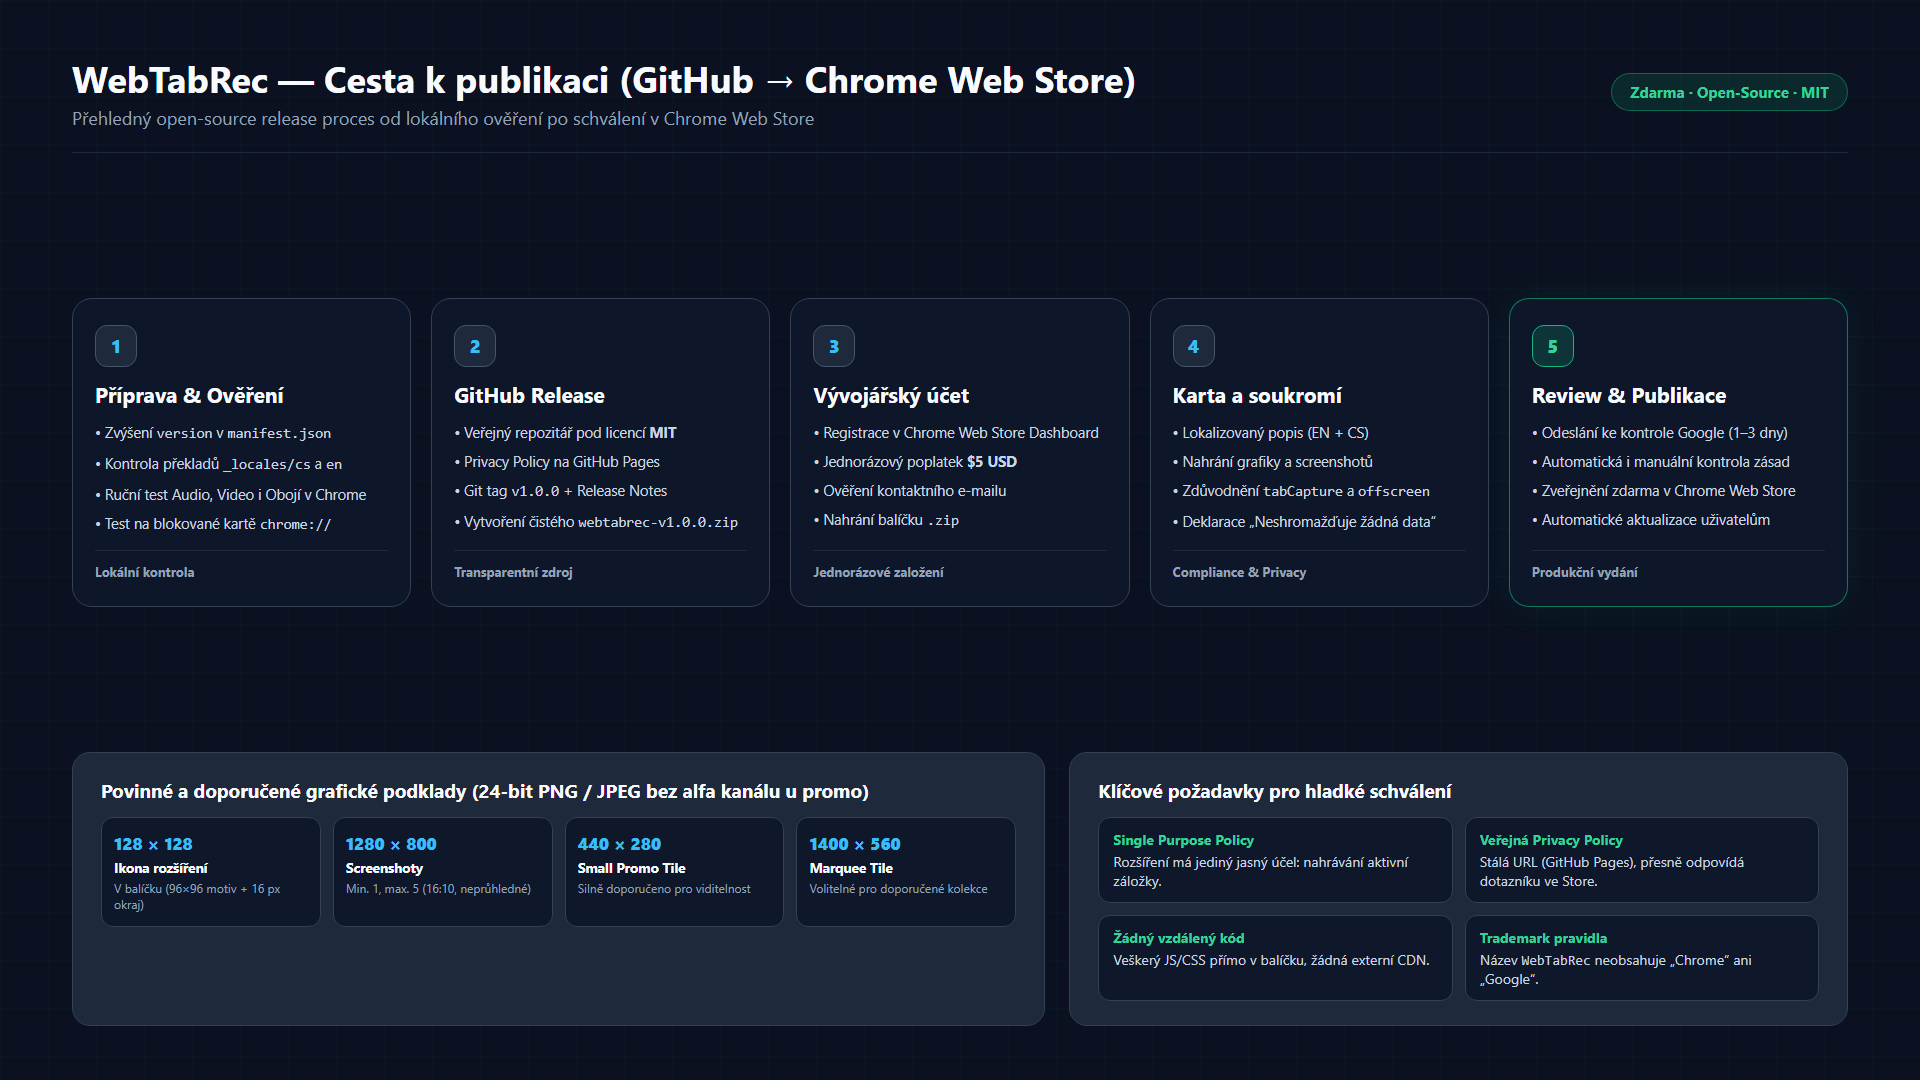 WebTabRec — Cesta k publikaci (GitHub → Chrome Web Store)
Přehledný open-source release proces od lokálního ověření po schválení v Chrome Web Store
Zdarma · Open-Source · MIT
1
Příprava & Ověření
• Zvýšení version v manifest.json
• Kontrola překladů _locales/cs a en
• Ruční test Audio, Video i Obojí v Chrome
• Test na blokované kartě chrome://
Lokální kontrola
2
GitHub Release
• Veřejný repozitář pod licencí MIT
• Privacy Policy na GitHub Pages
• Git tag v1.0.0 + Release Notes
• Vytvoření čistého webtabrec-v1.0.0.zip
Transparentní zdroj
3
Vývojářský účet
• Registrace v Chrome Web Store Dashboard
• Jednorázový poplatek $5 USD
• Ověření kontaktního e-mailu
• Nahrání balíčku .zip
Jednorázové založení
4
Karta a soukromí
• Lokalizovaný popis (EN + CS)
• Nahrání grafiky a screenshotů
• Zdůvodnění tabCapture a offscreen
• Deklarace „Neshromažďuje žádná data“
Compliance & Privacy
5
Review & Publikace
• Odeslání ke kontrole Google (1–3 dny)
• Automatická i manuální kontrola zásad
• Zveřejnění zdarma v Chrome Web Store
• Automatické aktualizace uživatelům
Produkční vydání
Povinné a doporučené grafické podklady (24-bit PNG / JPEG bez alfa kanálu u promo)
128 × 128
Ikona rozšíření
V balíčku (96×96 motiv + 16 px
okraj)
1280 × 800
Screenshoty
Min. 1, max. 5 (16:10, neprůhledné)
440 × 280
Small Promo Tile
Silně doporučeno pro viditelnost
1400 × 560
Marquee Tile
Volitelné pro doporučené kolekce
Klíčové požadavky pro hladké schválení
Single Purpose Policy
Rozšíření má jediný jasný účel: nahrávání aktivní
záložky.
Veřejná Privacy Policy
Stálá URL (GitHub Pages), přesně odpovídá
dotazníku ve Store.
Žádný vzdálený kód
Veškerý JS/CSS přímo v balíčku, žádná externí CDN.
Trademark pravidla
Název WebTabRec neobsahuje „Chrome“ ani
„Google“.